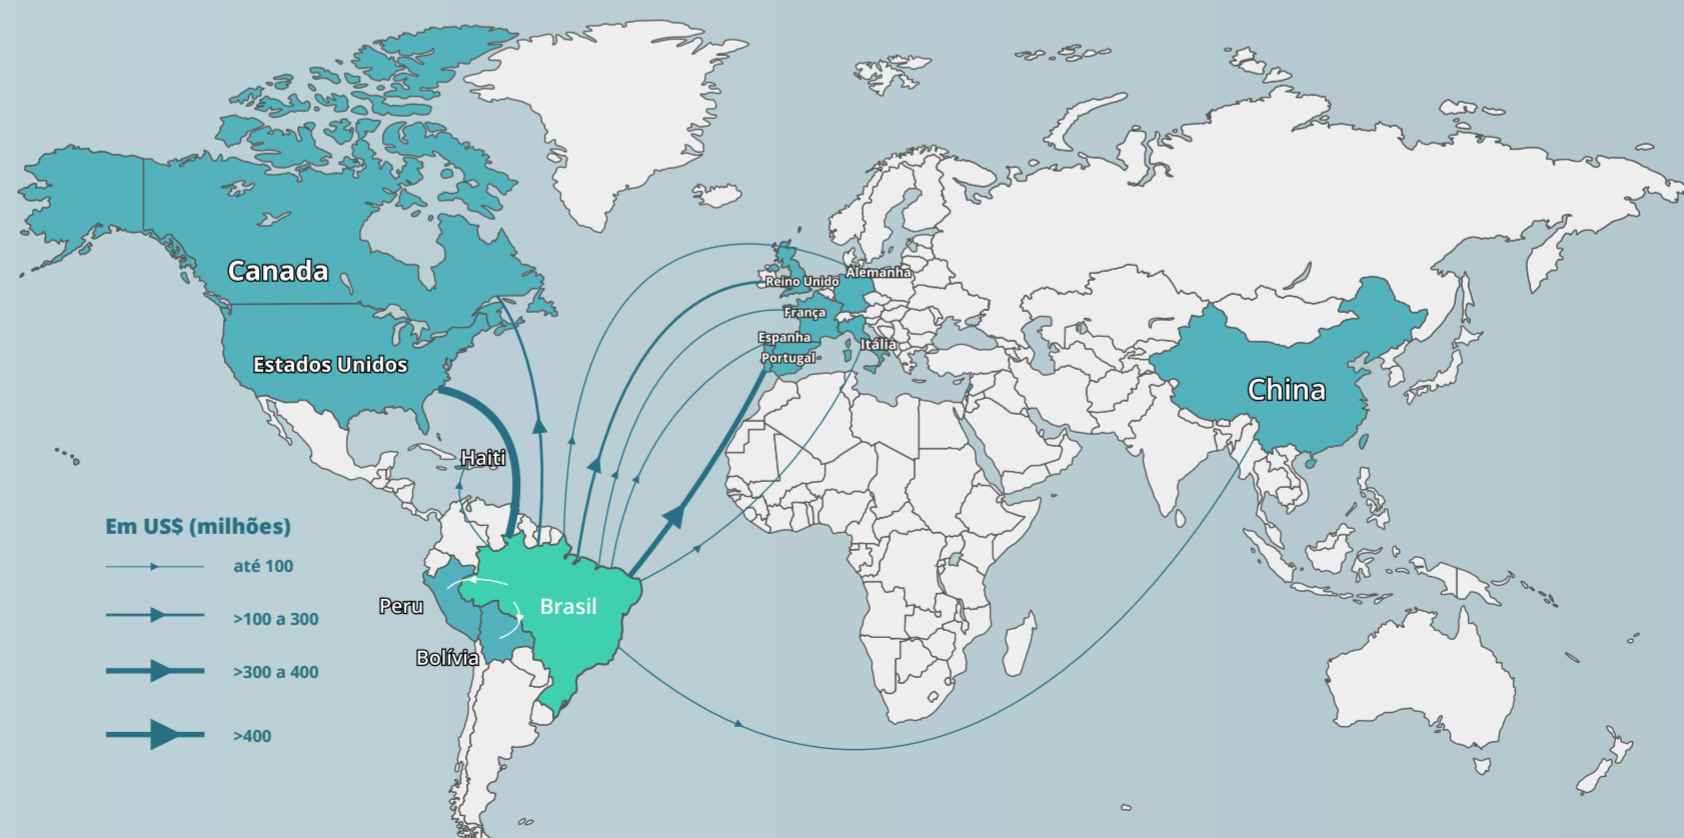 Canada
Estados Unidos
Haiti
Reino Unido
Alemanha
França
Espanha
Portugal
Itáliá
China
Em US$ (milhões)
até 100
>100 a 300
>300 a 400
>400
Peru
Brasil
Bolívia